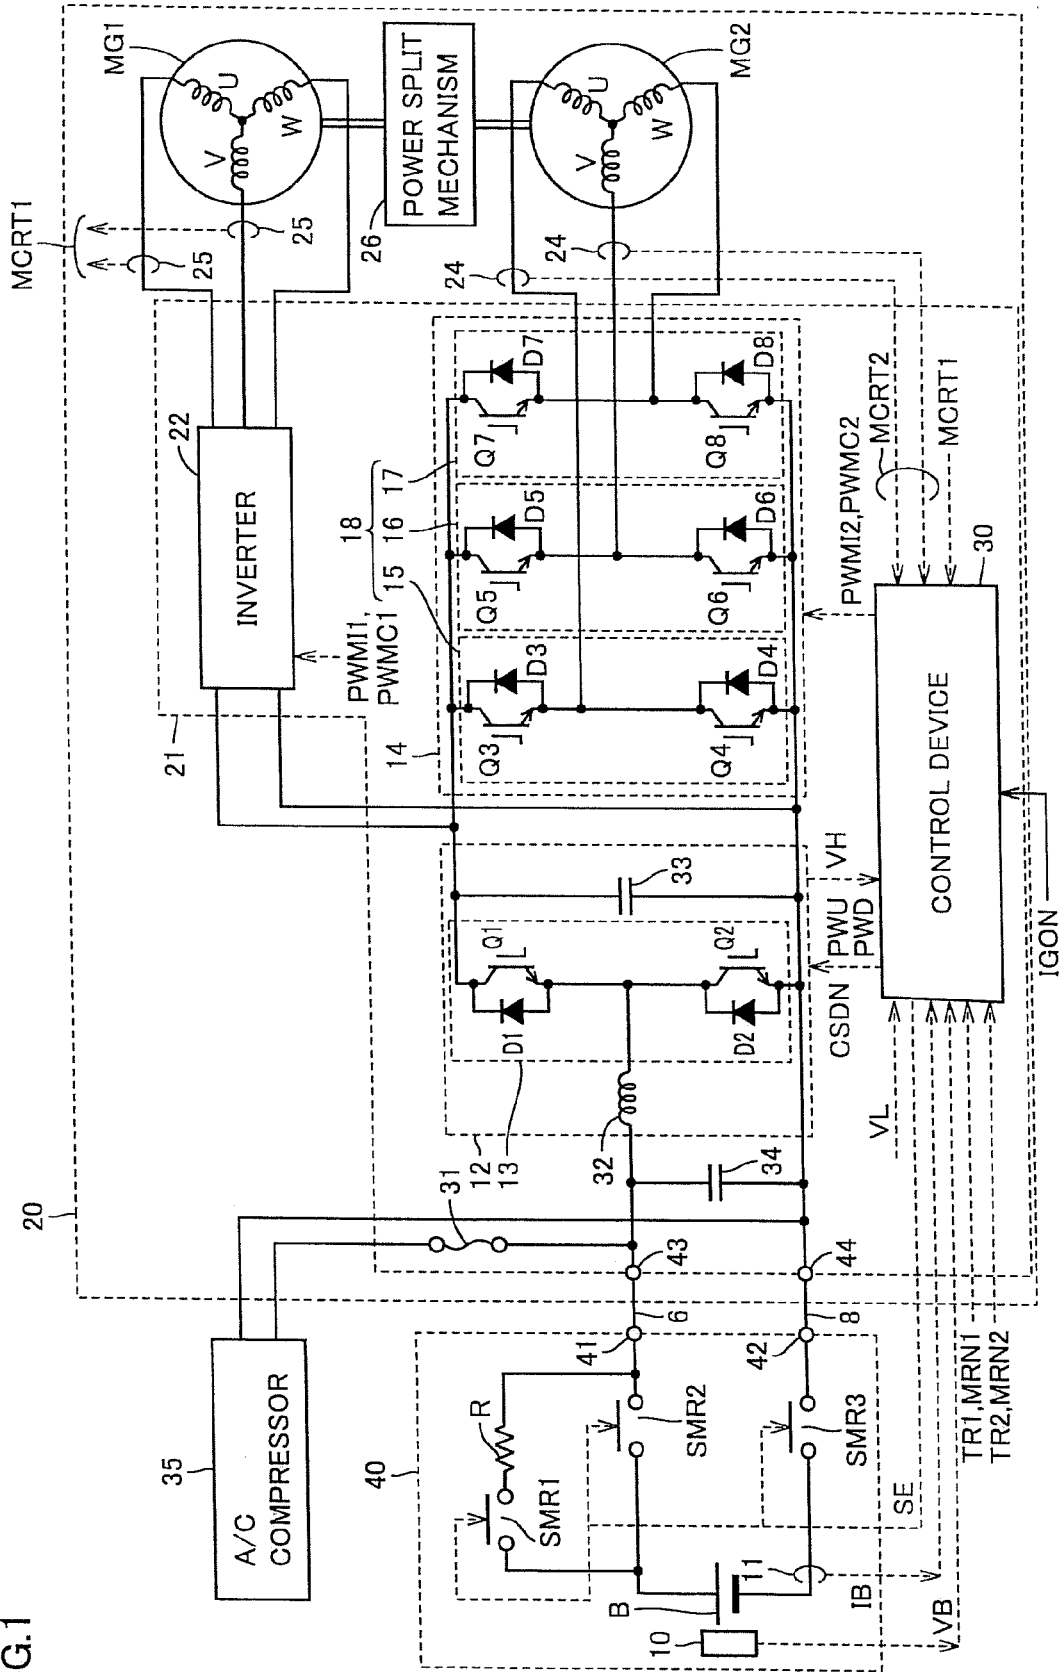 G.1
20
MCRT1
MG1
U
V
W
25
25
26
POWER SPLIT
MECHANISM
MG2
U
V
W
24
24
21
22
INVERTER
PWMI1,
PWMC1
35
A/C
COMPRESSOR
31
14
18
15
16
17
Q3
D3
Q5
D5
Q7
D7
Q4
D4
Q6
D6
Q8
D8
12
13
D1
Q1
D2
Q2
32
33
34
40
R
SMR1
SMR2
SMR3
41
42
43
44
6
8
B
10
11
IB
VB
SE
TR1,MRN1
TR2,MRN2
VL
CSDN
PWU
PWD
VH
PWMI2,PWMC2
MCRT2
MCRT1
30
CONTROL DEVICE
IGON